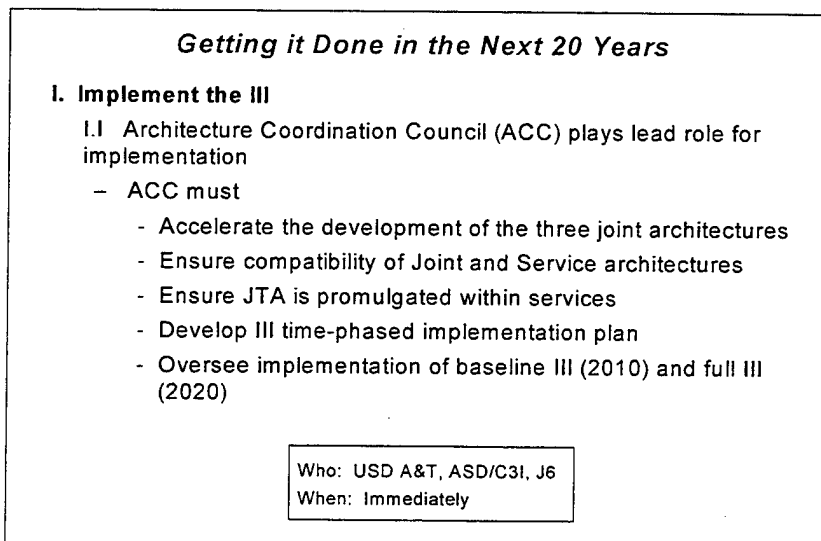 Getting it Done in the Next 20 Years
I. Implement the III
I.I Architecture Coordination Council (ACC) plays lead role for
implementation
– ACC must
- Accelerate the development of the three joint architectures
- Ensure compatibility of Joint and Service architectures
- Ensure JTA is promulgated within services
- Develop III time-phased implementation plan
- Oversee implementation of baseline III (2010) and full III
(2020)
Who: USD A&T, ASD/C3I, J6
When: Immediately